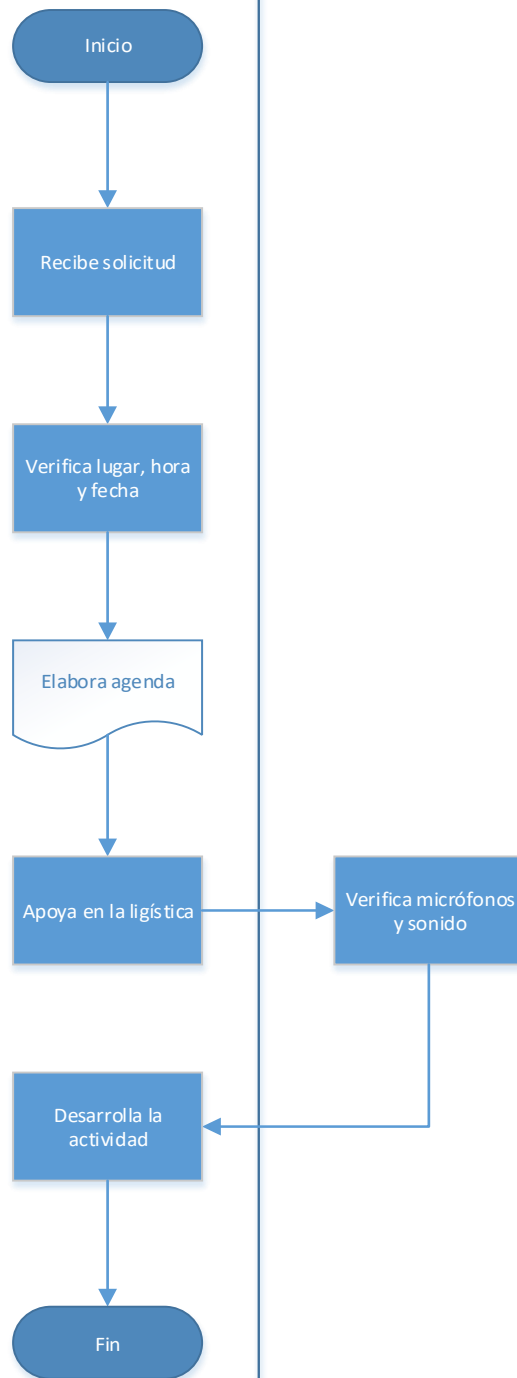 Inicio
Recibe solicitud
Verifica lugar, hora
y fecha
Elabora agenda
Apoya en la ligística
Verifica micrófonos
y sonido
Desarrolla la
actividad
Fin